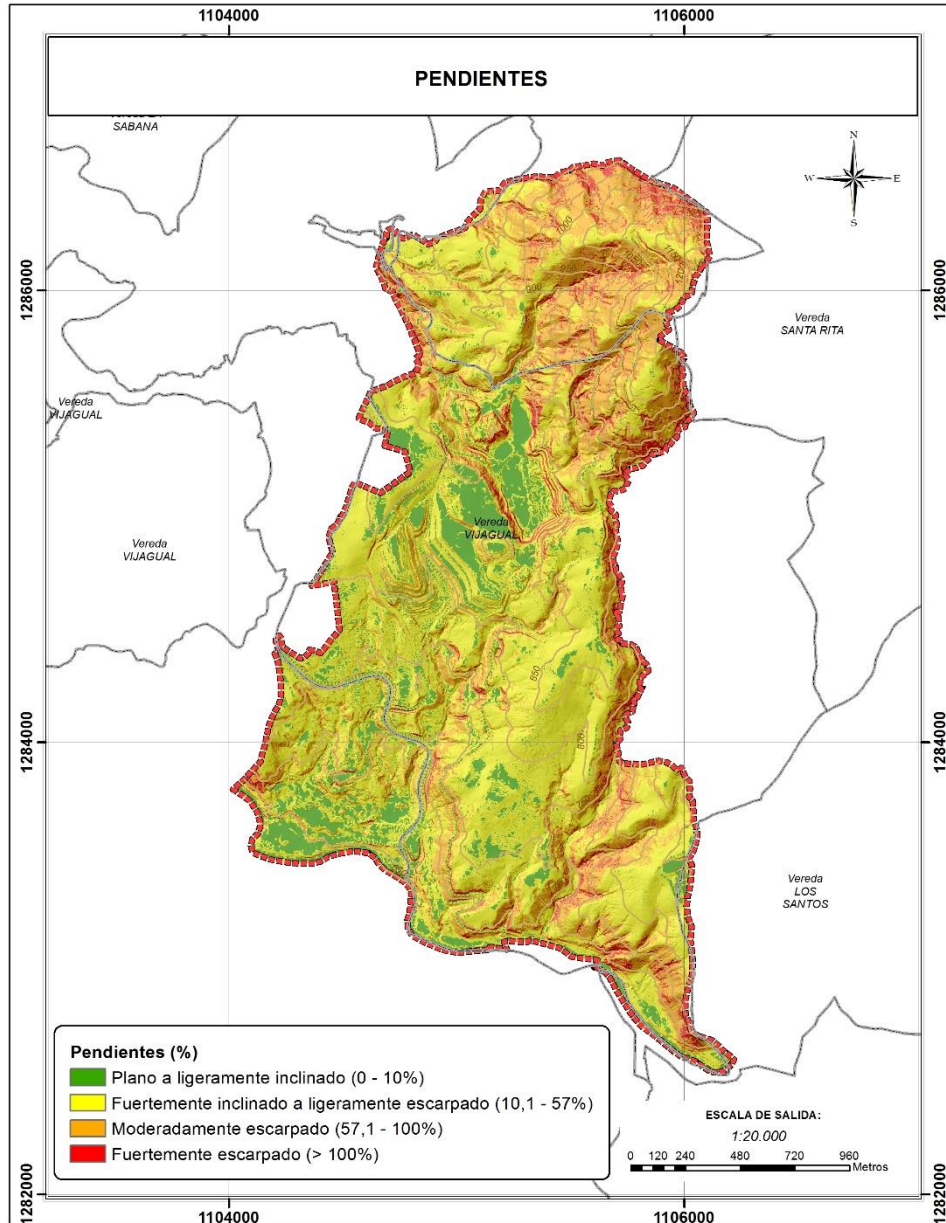 1104000
1106000
PENDIENTES
SABANA
N
W
E
S
1286000
1286000
Vereda
SANTA RITA
Vereda
VIJAGUAL
Vereda
VIJAGUAL
Vereda
VIJAGUAL
850
800
900
1284000
1284000
Vereda
LOS
SANTOS
Pendientes (%)
Plano a ligeramente inclinado (0 - 10%)
Fuertemente inclinado a ligeramente escarpado (10,1 - 57%)
Moderadamente escarpado (57,1 - 100%)
Fuertemente escarpado (> 100%)
ESCALA DE SALIDA:
1:20.000
0 120 240 480 720 960
Metros
1282000
1282000
1104000
1106000